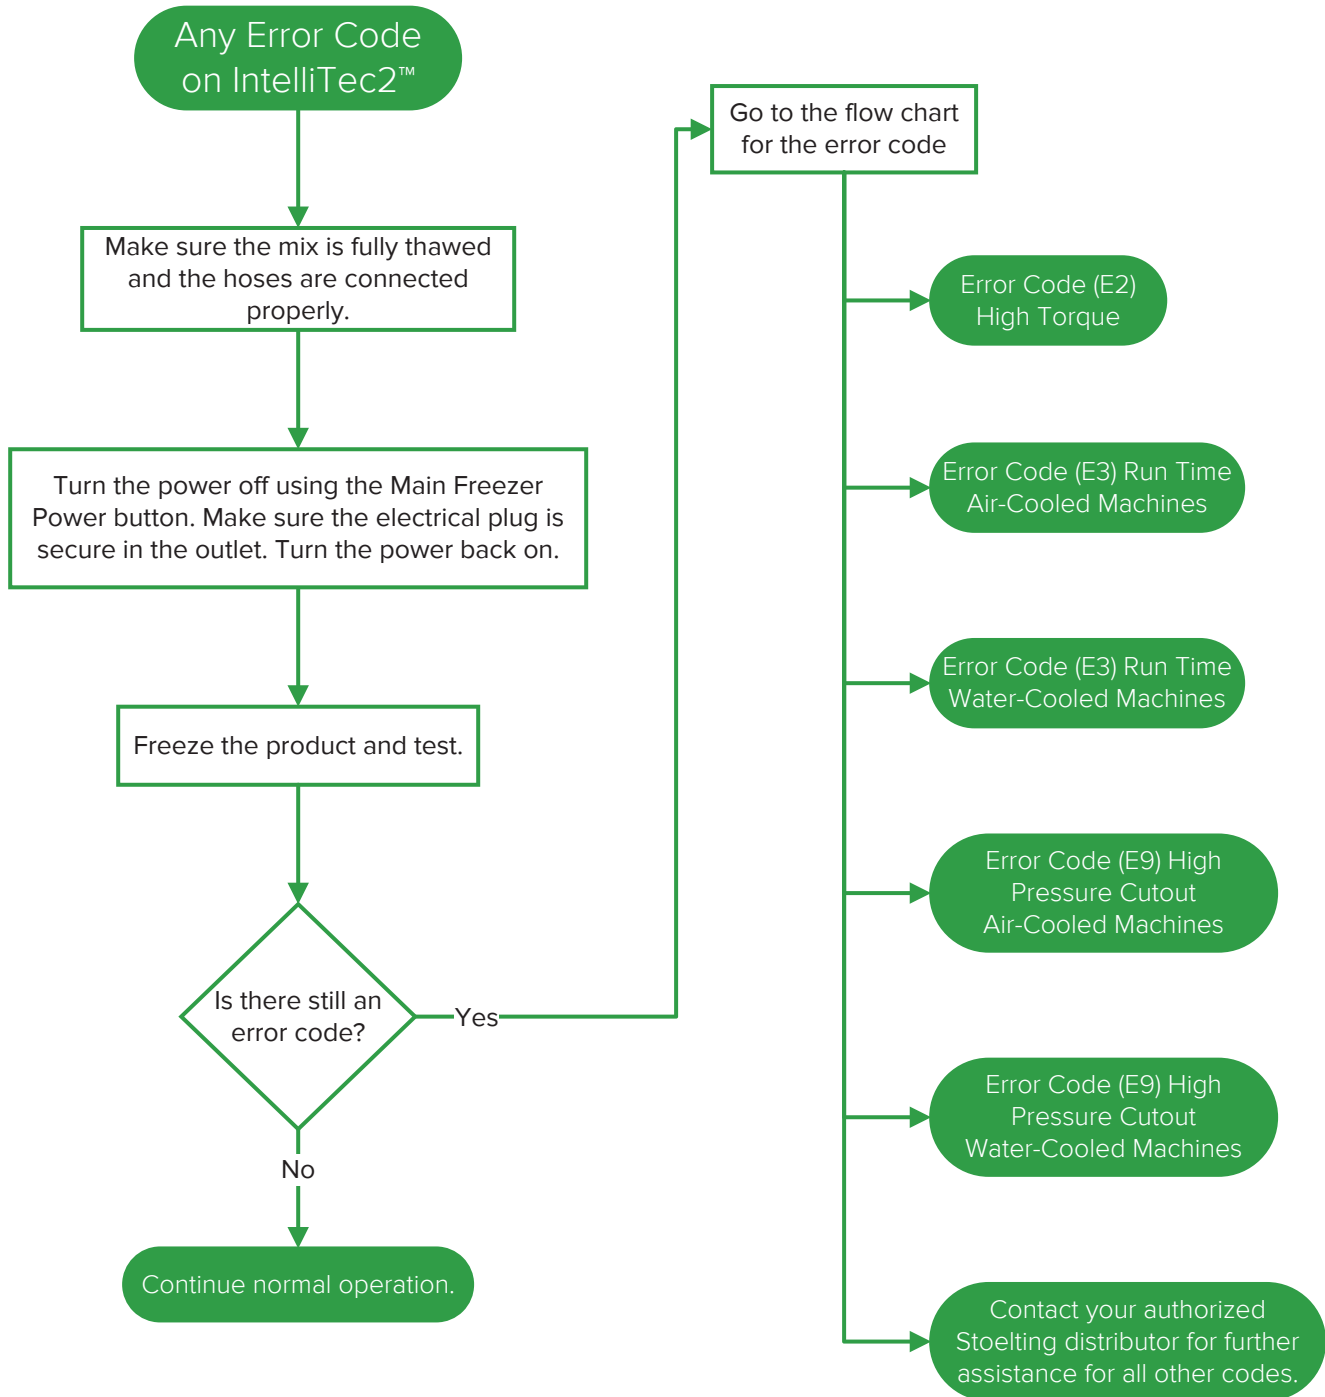 Any Error Code
on IntelliTec2™
Make sure the mix is fully thawed
and the hoses are connected
properly.
Turn the power off using the Main Freezer
Power button. Make sure the electrical plug is
secure in the outlet. Turn the power back on.
Freeze the product and test.
Is there still an
error code?
Yes
No
Continue normal operation.
Go to the flow chart
for the error code
Error Code (E2)
High Torque
Error Code (E3) Run Time
Air-Cooled Machines
Error Code (E3) Run Time
Water-Cooled Machines
Error Code (E9) High
Pressure Cutout
Air-Cooled Machines
Error Code (E9) High
Pressure Cutout
Water-Cooled Machines
Contact your authorized
Stoelting distributor for further
assistance for all other codes.